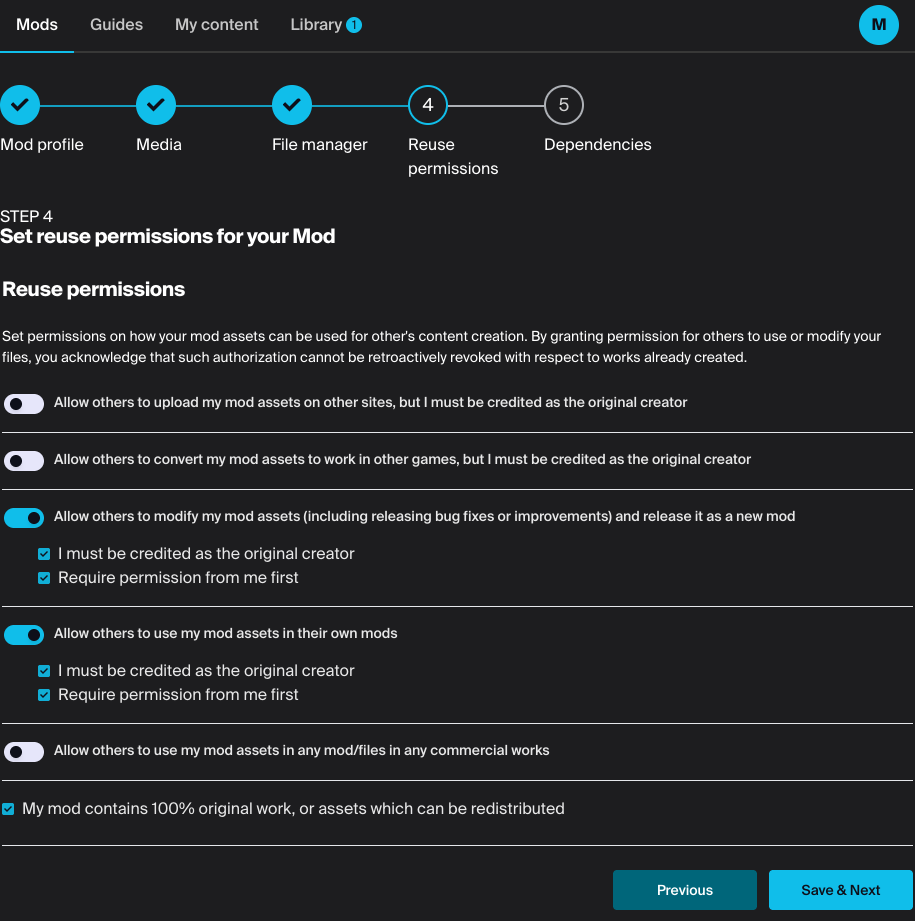 Mods Guides My content Library 1 M
4 5
Mod profile Media File manager Reuse permissions Dependencies
STEP 4
Set reuse permissions for your Mod
Reuse permissions
Set permissions on how your mod assets can be used for other's content creation. By granting permission for others to use or modify your
files, you acknowledge that such authorization cannot be retroactively revoked with respect to works already created.
Allow others to upload my mod assets on other sites, but I must be credited as the original creator
Allow others to convert my mod assets to work in other games, but I must be credited as the original creator
Allow others to modify my mod assets (including releasing bug fixes or improvements) and release it as a new mod
I must be credited as the original creator
Require permission from me first
Allow others to use my mod assets in their own mods
I must be credited as the original creator
Require permission from me first
Allow others to use my mod assets in any mod/files in any commercial works
My mod contains 100% original work, or assets which can be redistributed
Previous Save & Next